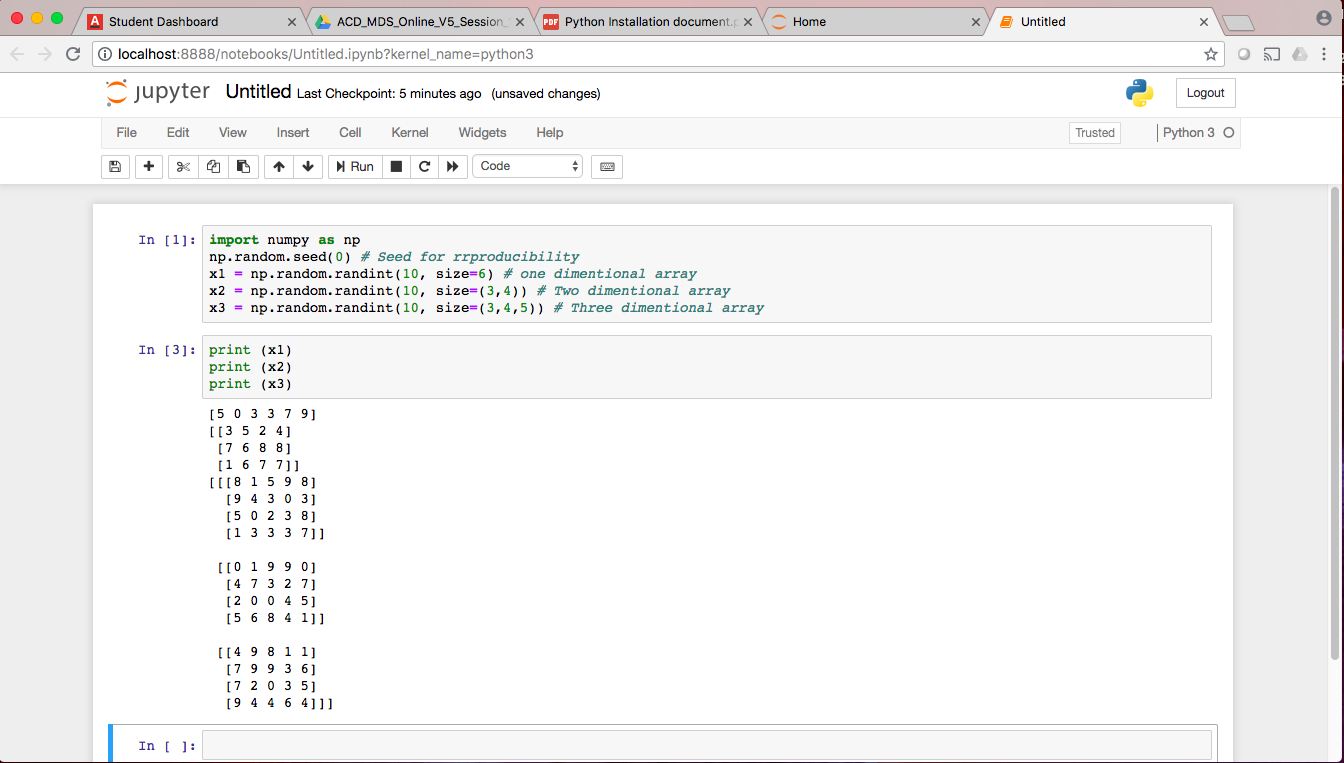 Student Dashboard
ACD_MDS_Online_V5_Session_
PDF Python Installation document.p
Home
Untitled
localhost:8888/notebooks/Untitled.ipynb?kernel_name=python3
jupyter Untitled Last Checkpoint: 5 minutes ago (unsaved changes)
Logout
File Edit View Insert Cell Kernel Widgets Help
Trusted
Python 3
Run
Code
In [1]: import numpy as np
np.random.seed(0) # Seed for rrproducibility
x1 = np.random.randint(10, size=6) # one dimentional array
x2 = np.random.randint(10, size=(3,4)) # Two dimentional array
x3 = np.random.randint(10, size=(3,4,5)) # Three dimentional array
In [3]: print (x1)
print (x2)
print (x3)
[5 0 3 3 7 9]
[[3 5 2 4]
[7 6 8 8]
[1 6 7 7]]
[[[8 1 5 9 8]
[9 4 3 0 3]
[5 0 2 3 8]
[1 3 3 3 7]]
[[0 1 9 9 0]
[4 7 3 2 7]
[2 0 0 4 5]
[5 6 8 4 1]]
[[4 9 8 1 1]
[7 9 9 3 6]
[7 2 0 3 5]
[9 4 4 6 4]]]
In [ ]: